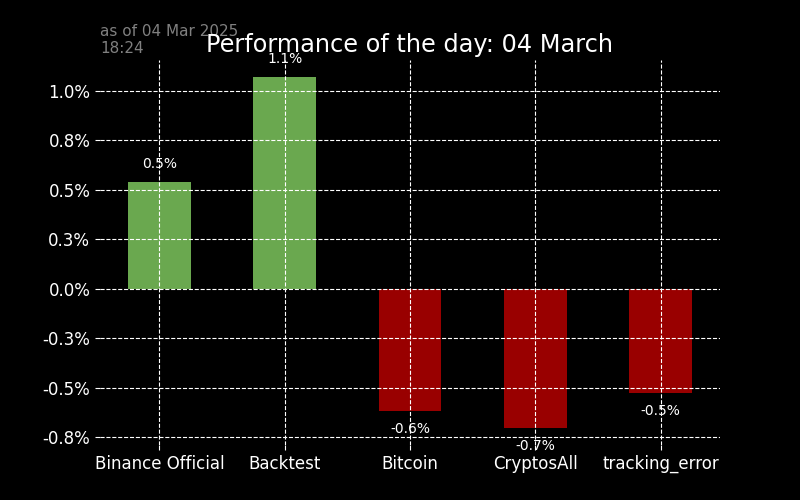 as of 04 Mar 2025
18:24
Performance of the day: 04 March
1.1%
1.0%
0.8%
0.5%
0.5%
0.3%
0.0%
-0.3%
-0.5%
-0.5%
-0.6%
-0.8%
-0.7%
Binance Official
Backtest
Bitcoin
CryptosAll
tracking_error